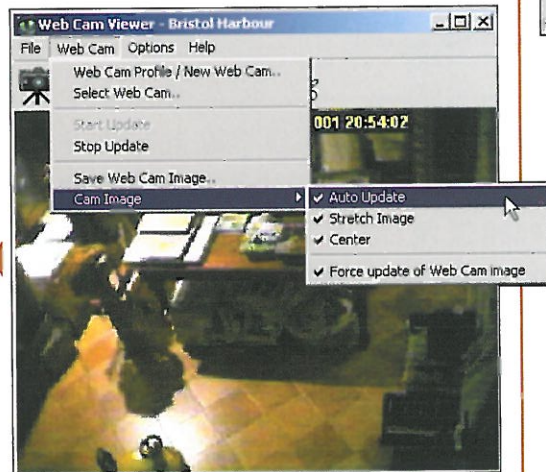 Web Cam Viewer - Bristol Harbour
File Web Cam Options Help
Web Cam Profile / New Web Cam..
Select Web Cam..
Start Update
Stop Update
Save Web Cam Image..
Cam Image
001 20:54:02
Auto Update
Stretch Image
Center
Force update of Web Cam image